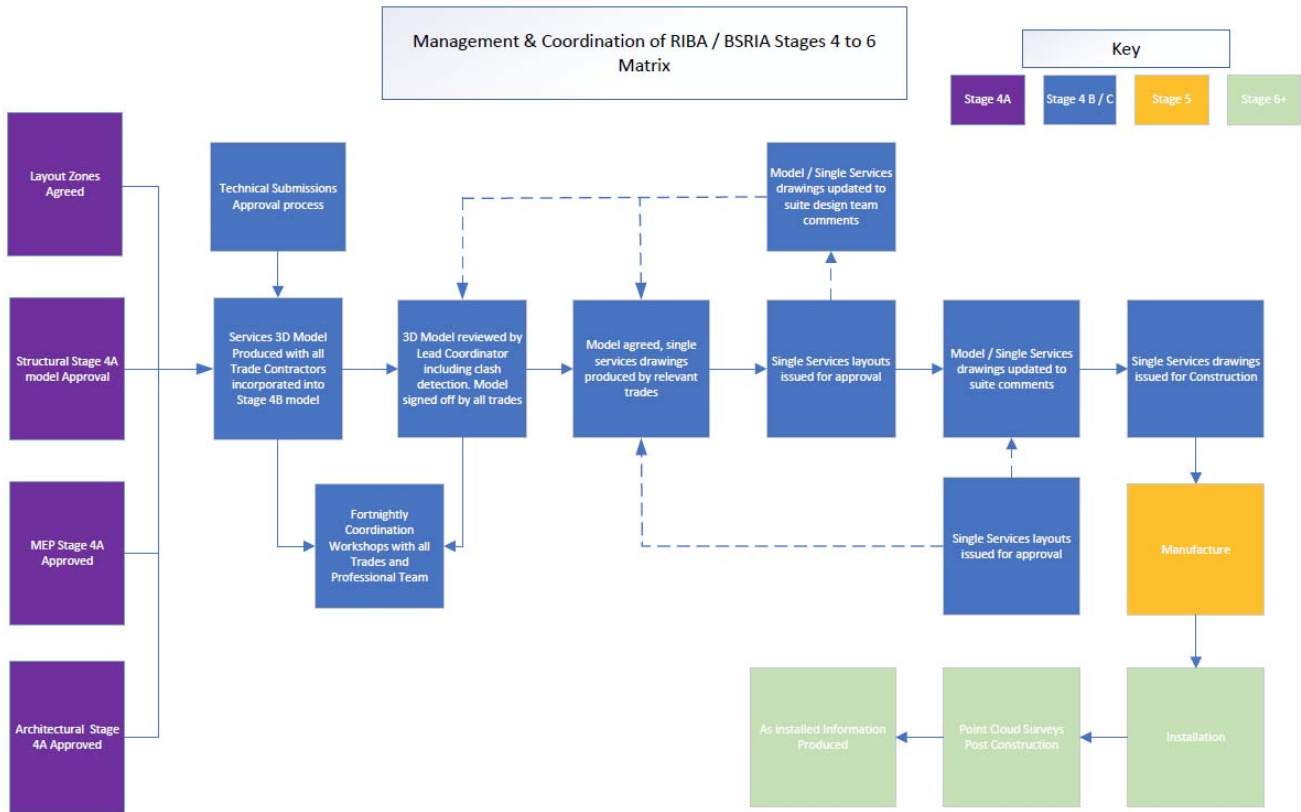 Management & Coordination of RIBA / BSRIA Stages 4 to 6
Matrix
Key
Stage 4A
Stage 4 B / C
Stage 5
Stage 6+
Layout Zones
Agreed
Technical Submissions
Approval process
Model / Single Services
drawings updated to
suite design team
comments
Structural Stage 4A
model Approval
Services 3D Model
Produced with all
Trade Contractors
incorporated into
Stage 4B model
3D Model reviewed by
Lead Coordinator
including clash
detection. Model
signed off by all trades
Model agreed, single
services drawings
produced by relevant
trades
Single Services layouts
issued for approval
Model / Single Services
drawings updated to
suite comments
Single Services drawings
issued for Construction
MEP Stage 4A
Approved
Fortnightly
Coordination
Workshops with all
Trades and
Professional Team
Single Services layouts
issued for approval
Manufacture
Architectural Stage
4A Approved
As installed Information
Produced
Point Cloud Surveys
Post Construction
Installation